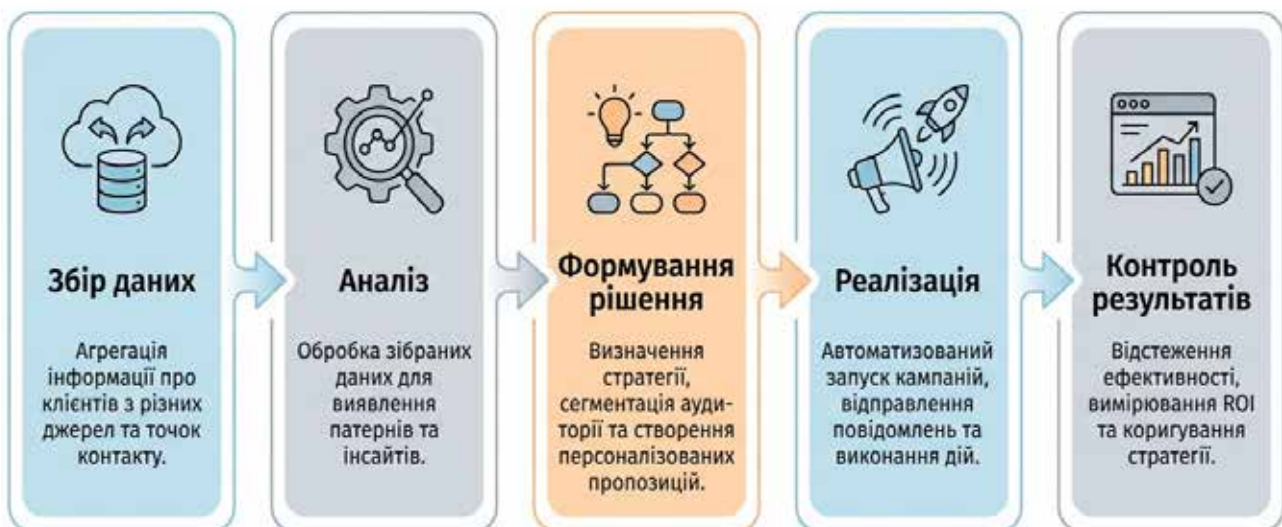 Збір даних
Агрегація
інформації про
клієнтів з різних
джерел та точок
контакту.
Аналіз
Обробка зібраних
даних для
виявлення
патернів та
інсайтів.
Формування
рішення
Визначення
стратегії,
сегментація ауди-
торії та створення
персоналізованих
пропозицій.
Реалізація
Автоматизований
запуск кампаній,
відправлення
повідомлень та
виконання дій.
Контроль
результатів
Відстеження
ефективності,
вимірювання ROI
та коригування
стратегії.